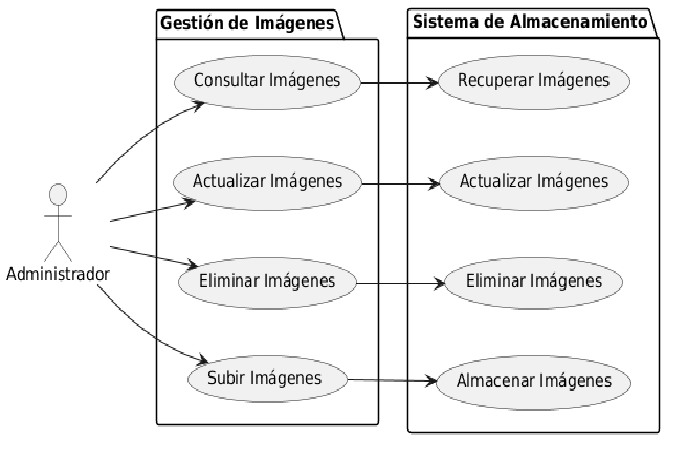 Gestión de Imágenes
Sistema de Almacenamiento
Consultar Imágenes
Recuperar Imágenes
Actualizar Imágenes
Actualizar Imágenes
Administrador
Eliminar Imágenes
Eliminar Imágenes
Subir Imágenes
Almacenar Imágenes